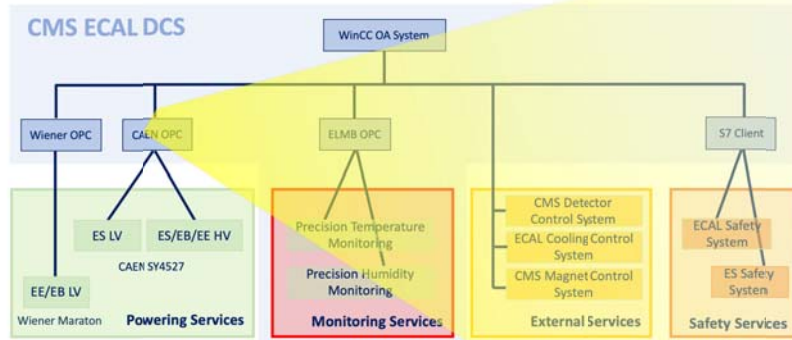 CMS ECAL DCS
WinCC OA System
Wiener OPC
CAEN OPC
ELMB OPC
S7 Client
ES LV
ES/EB/EE HV
CAEN SY4527
EE/EB LV
Wiener Maraton
Powering Services
Precision Temperature
Monitoring
Precision Humidity
Monitoring
Monitoring Services
CMS Detector
Control System
ECAL Cooling Control
System
CMS Magnet Control
System
External Services
ECAL Safety
System
ES Safety
System
Safety Services